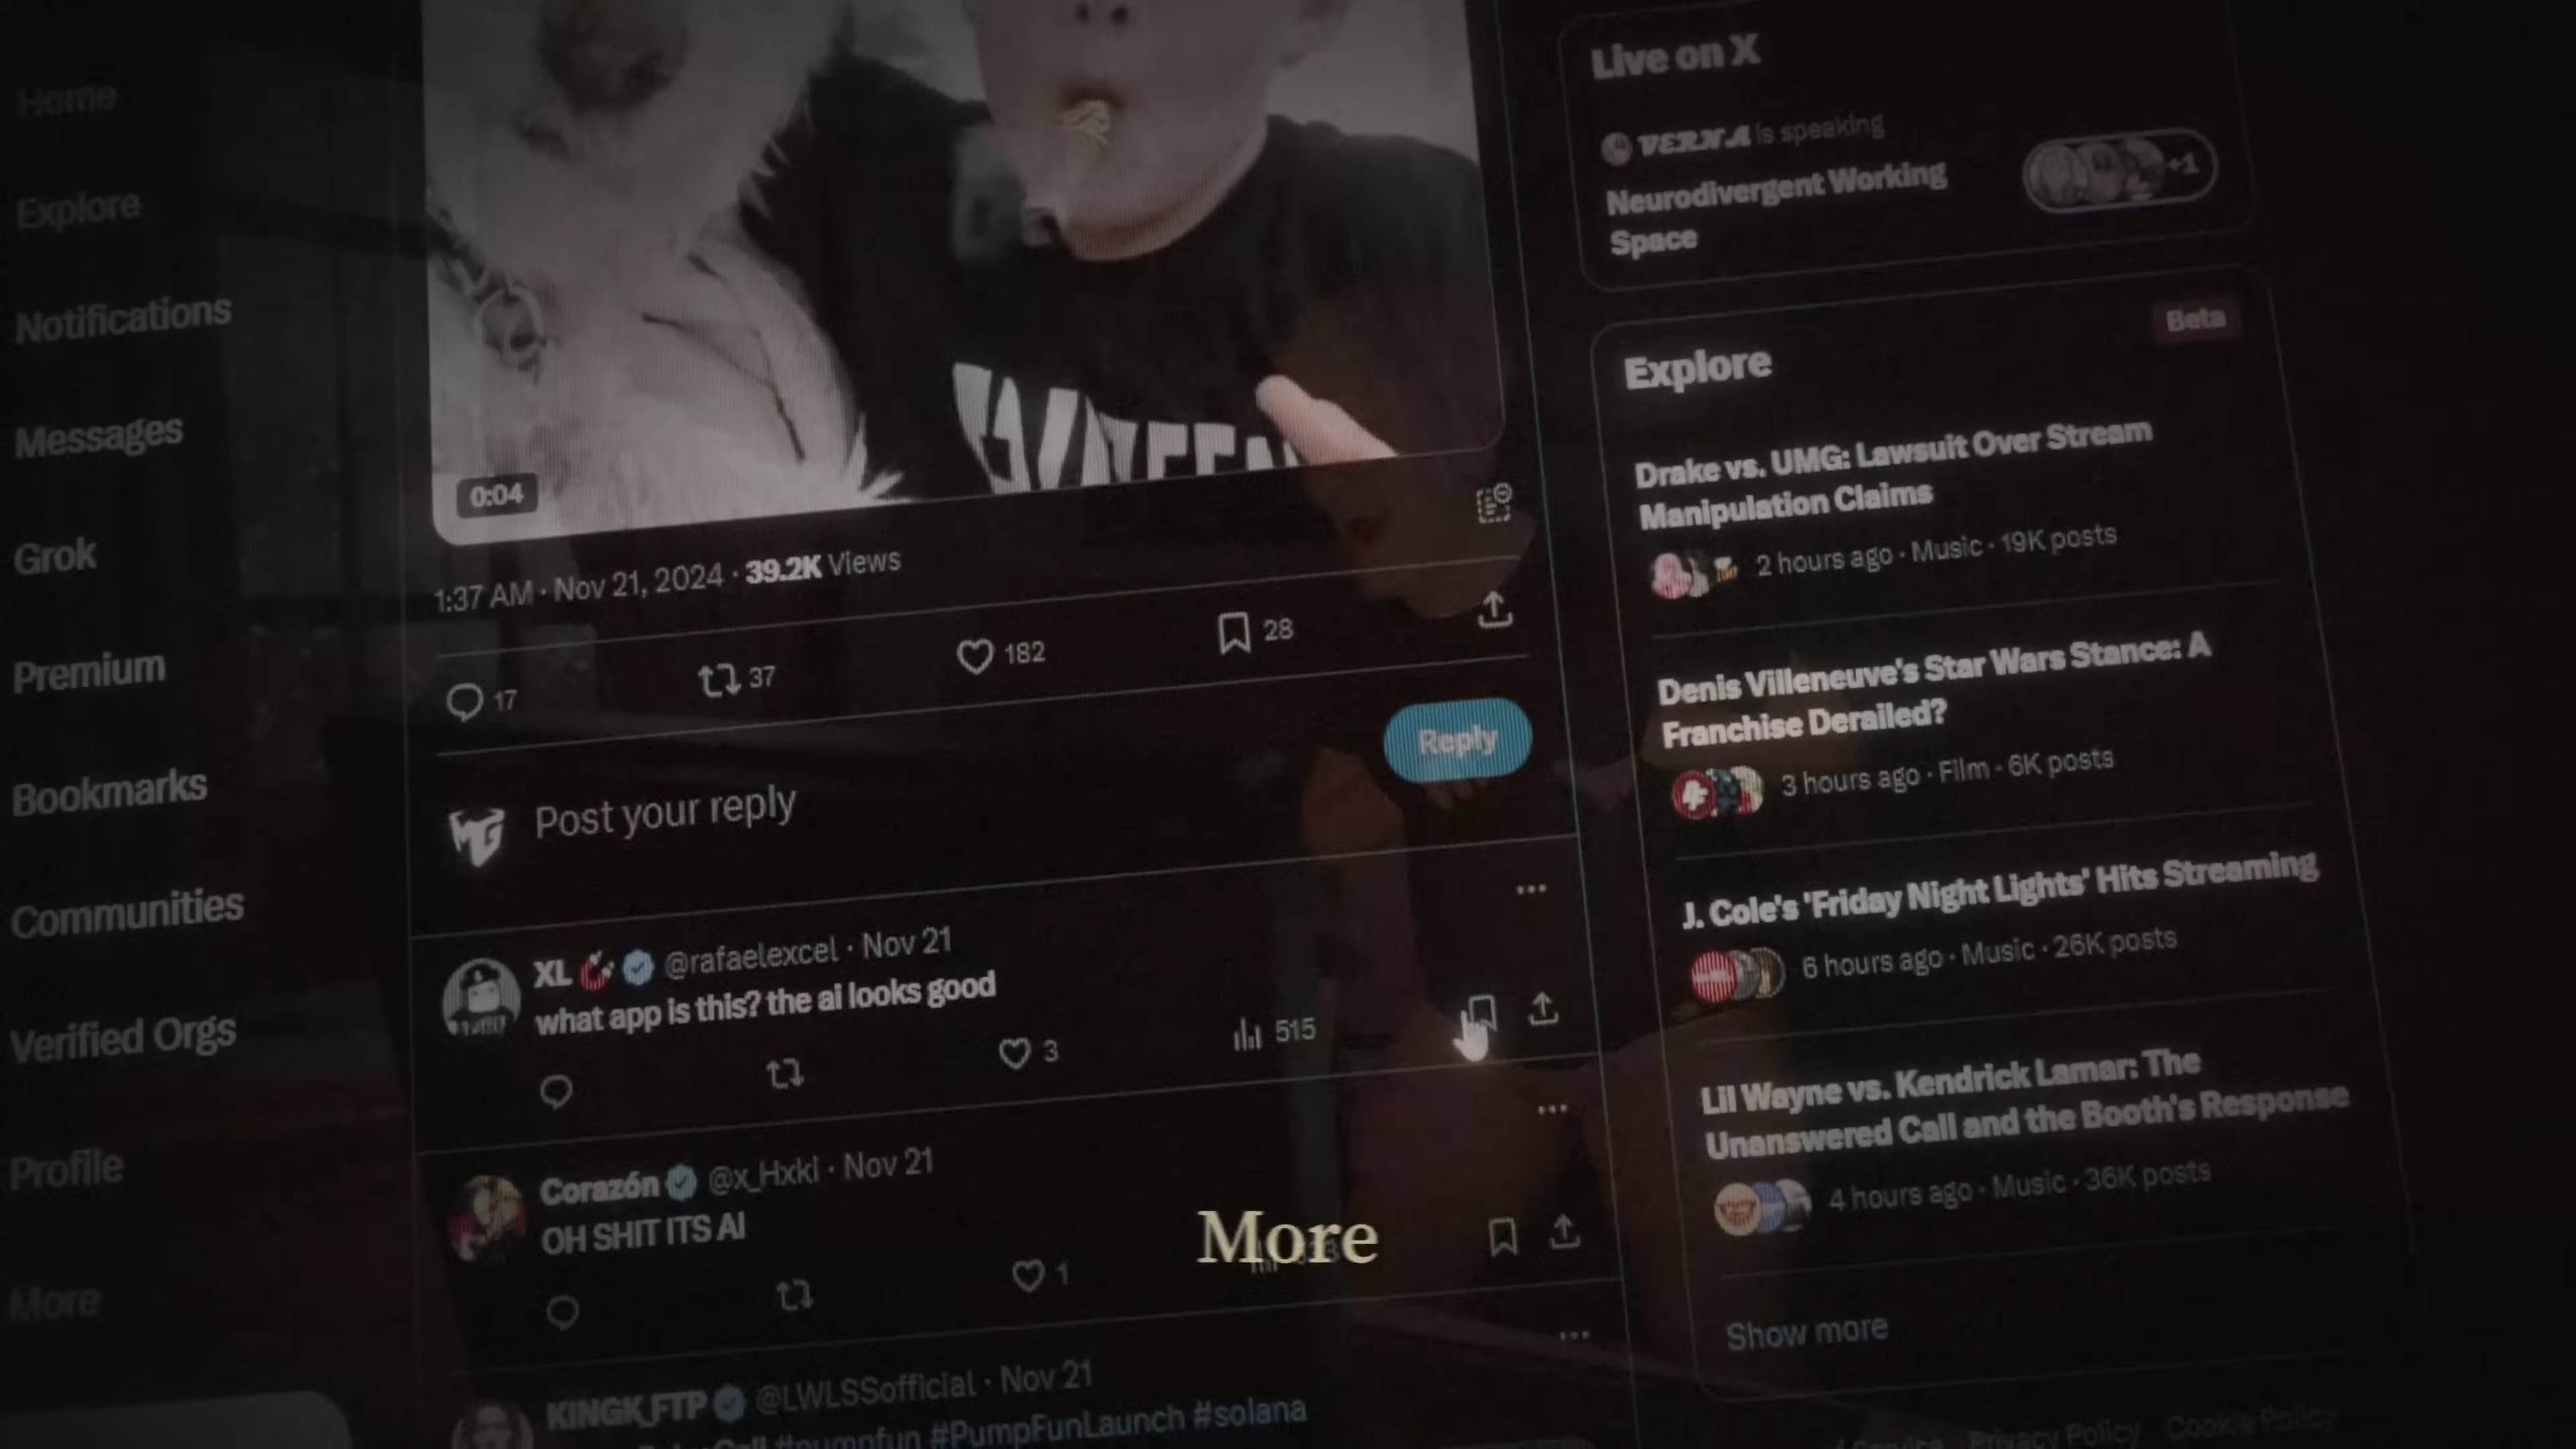 Home
Explore
Notifications
Messages
Grok
Premium
Bookmarks
Communities
Verified Orgs
Profile
More
0:04
1:37 AM · Nov 21, 2024 · 39.2K Views
17
37
182
28
Reply
Post your reply
XL @rafaelexcel · Nov 21
what app is this? the ai looks good
3
515
Corazón @x_Hxki · Nov 21
OH SHIT ITS AI
1
KINGK_FTP @LWLSSofficial · Nov 21
#pumpfun #PumpFunLaunch #solana
More
Live on X
VERNA is speaking
Neurodivergent Working
Space
+1
Beta
Explore
Drake vs. UMG: Lawsuit Over Stream
Manipulation Claims
2 hours ago · Music · 19K posts
Denis Villeneuve's Star Wars Stance: A
Franchise Derailed?
3 hours ago · Film · 6K posts
J. Cole's 'Friday Night Lights' Hits Streaming
6 hours ago · Music · 26K posts
Lil Wayne vs. Kendrick Lamar: The
Unanswered Call and the Booth's Response
4 hours ago · Music · 36K posts
Show more
Privacy Policy Cookie Policy